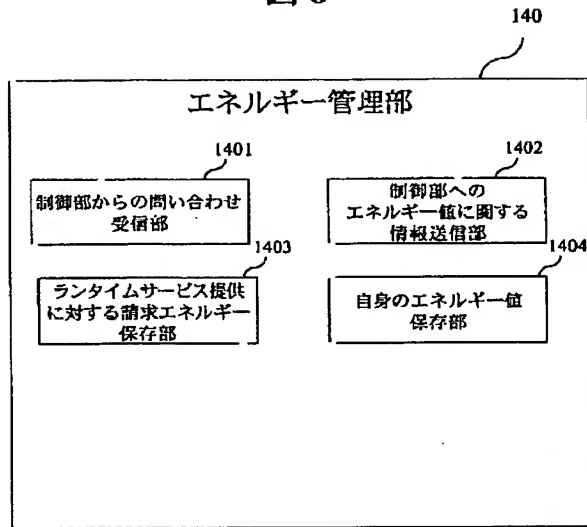 140
エネルギー管理部
1401
制御部からの問い合わせ
受信部
1402
制御部への
エネルギー値に関する
情報送信部
1403
ランタイムサービス提供
に対する請求エネルギー
保存部
1404
自身のエネルギー値
保存部